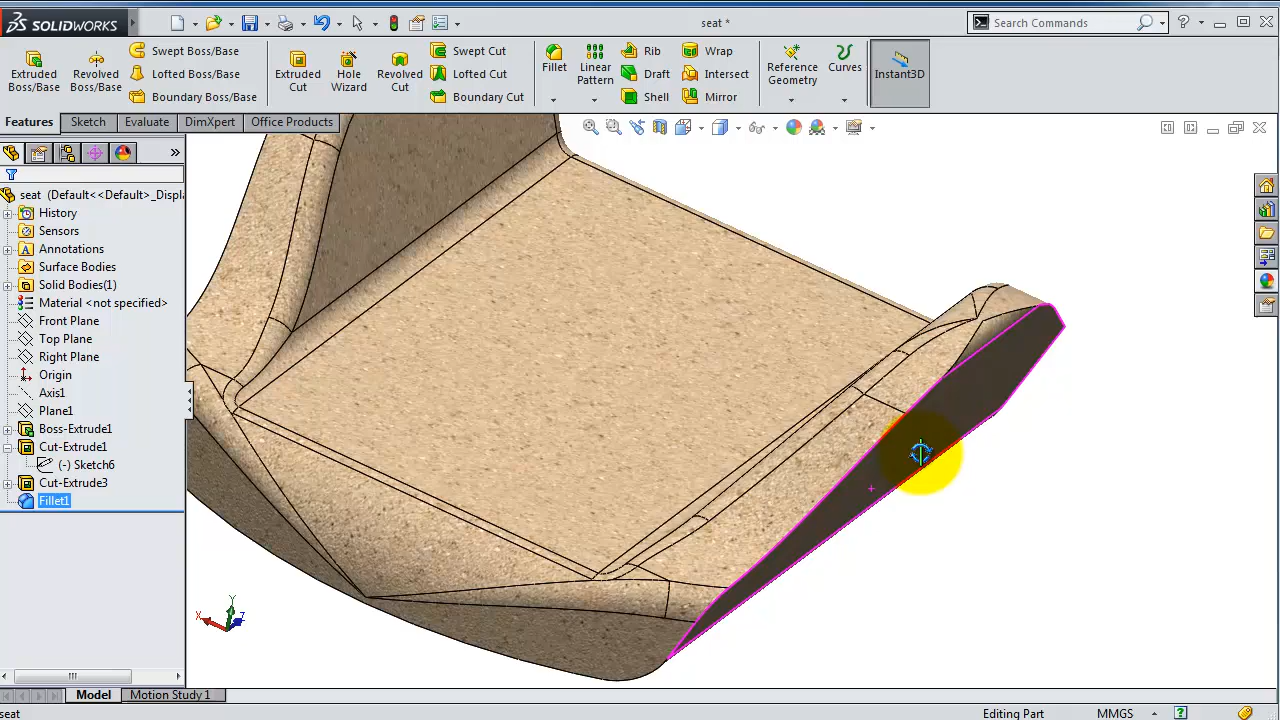 SOLIDWORKS
seat *
Search Commands
Extruded Boss/Base
Revolved Boss/Base
Swept Boss/Base
Lofted Boss/Base
Boundary Boss/Base
Extruded Cut
Hole Wizard
Revolved Cut
Swept Cut
Lofted Cut
Boundary Cut
Fillet
Linear Pattern
Rib
Draft
Shell
Wrap
Intersect
Mirror
Reference Geometry
Curves
Instant3D
Features
Sketch
Evaluate
DimXpert
Office Products
seat (Default<<Default>_Displ
History
Sensors
Annotations
Surface Bodies
Solid Bodies(1)
Material <not specified>
Front Plane
Top Plane
Right Plane
Origin
Axis1
Plane1
Boss-Extrude1
Cut-Extrude1
(-) Sketch6
Cut-Extrude3
Fillet1
Y
X
Z
Model
Motion Study 1
seat
Editing Part
MMGS